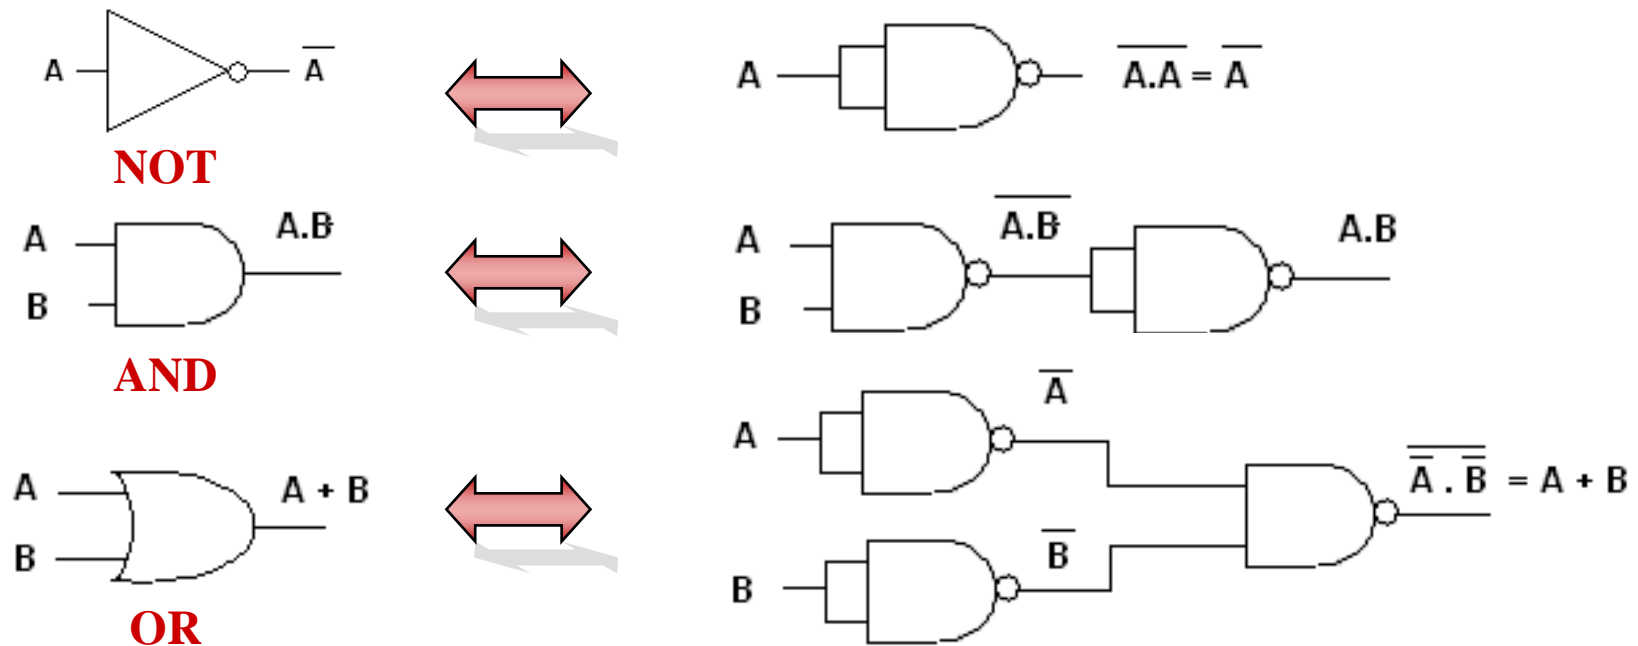 A A̅ A A̅.̅A̅ = A̅
NOT
A A.B A A̅.̅B̅ A.B
B B
AND
A̅
A
A A + B A̿ . B̿ = A + B
B B̅
B
OR